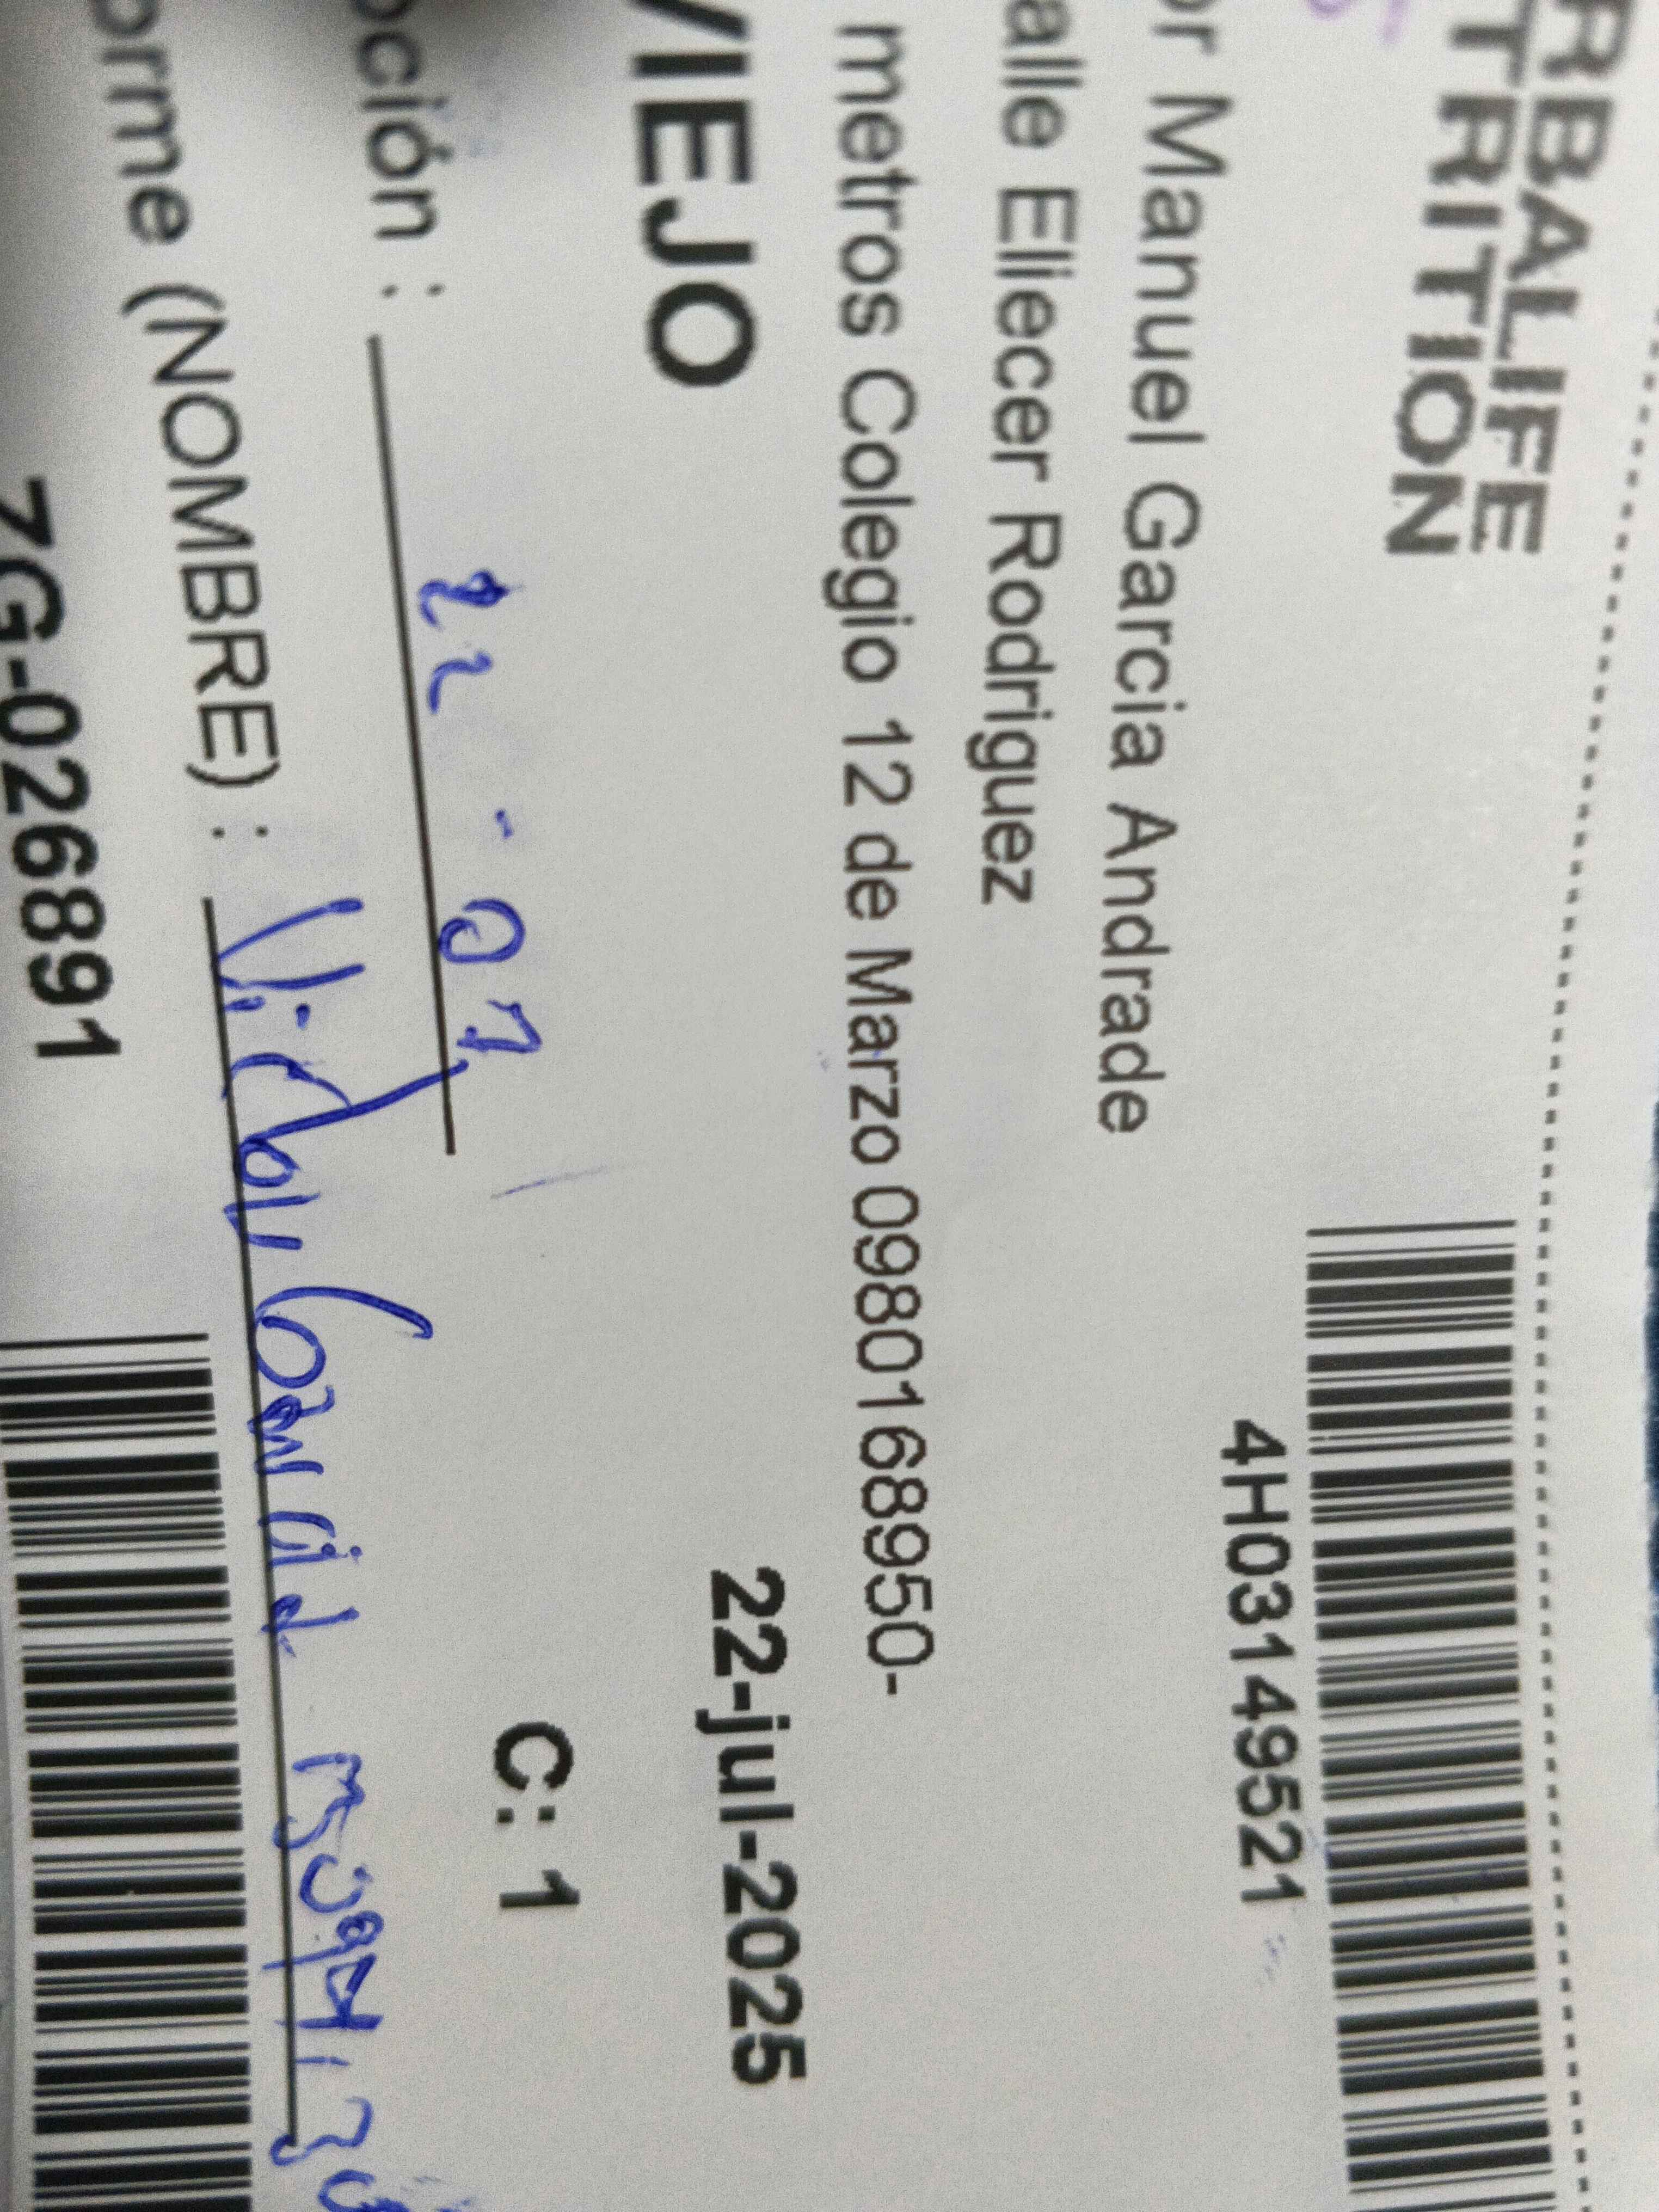 RBALIFE
TRITION
4H03149521
or Manuel Garcia Andrade
alle Eliecer Rodriguez
metros Colegio 12 de Marzo 0980168950-
VIEJO
22-jul-2025
C: 1
pción : 22 - 07
orme (NOMBRE) :
7G-026891